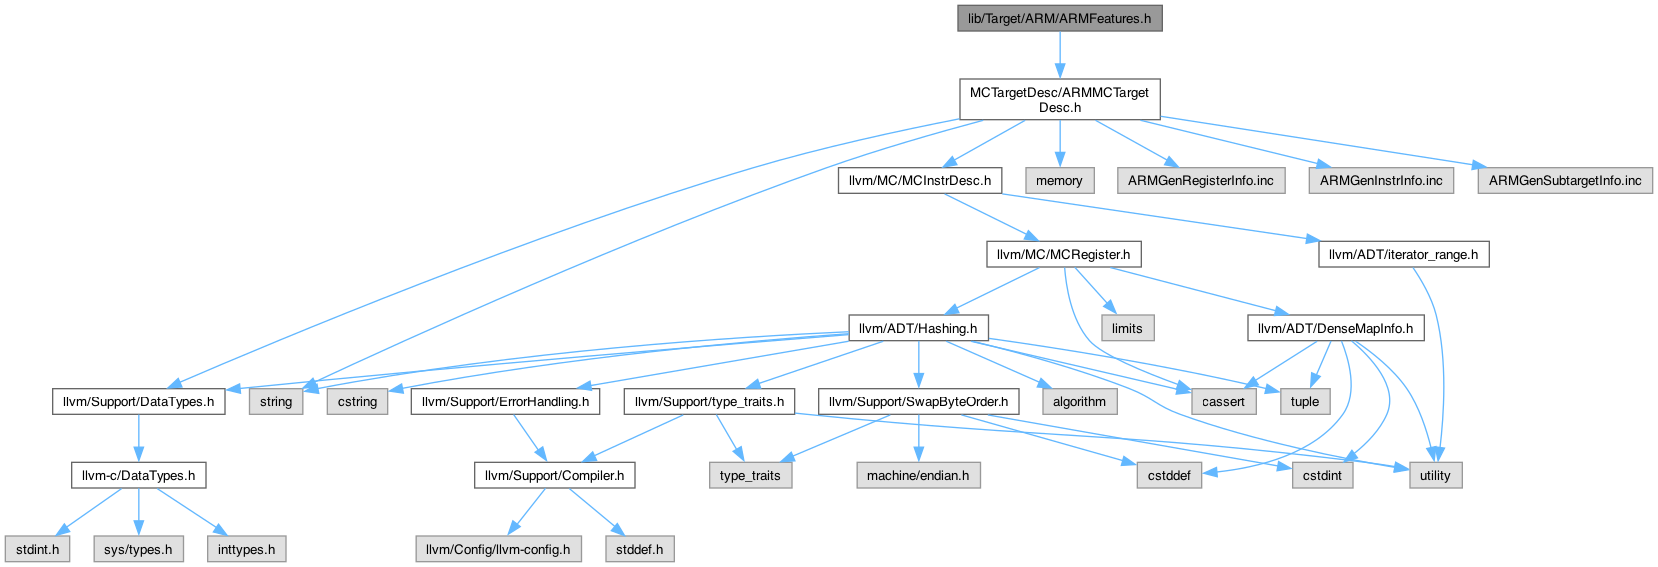 lib/Target/ARM/ARMFeatures.h
MCTargetDesc/ARMMCTarget
Desc.h
llvm/MC/MCInstrDesc.h
memory
ARMGenRegisterInfo.inc
ARMGenInstrInfo.inc
ARMGenSubtargetInfo.inc
llvm/MC/MCRegister.h
llvm/ADT/iterator_range.h
llvm/ADT/Hashing.h
limits
llvm/ADT/DenseMapInfo.h
llvm/Support/DataTypes.h
string
cstring
llvm/Support/ErrorHandling.h
llvm/Support/type_traits.h
llvm/Support/SwapByteOrder.h
algorithm
cassert
tuple
llvm-c/DataTypes.h
llvm/Support/Compiler.h
type_traits
machine/endian.h
cstddef
cstdint
utility
stdint.h
sys/types.h
inttypes.h
llvm/Config/llvm-config.h
stddef.h